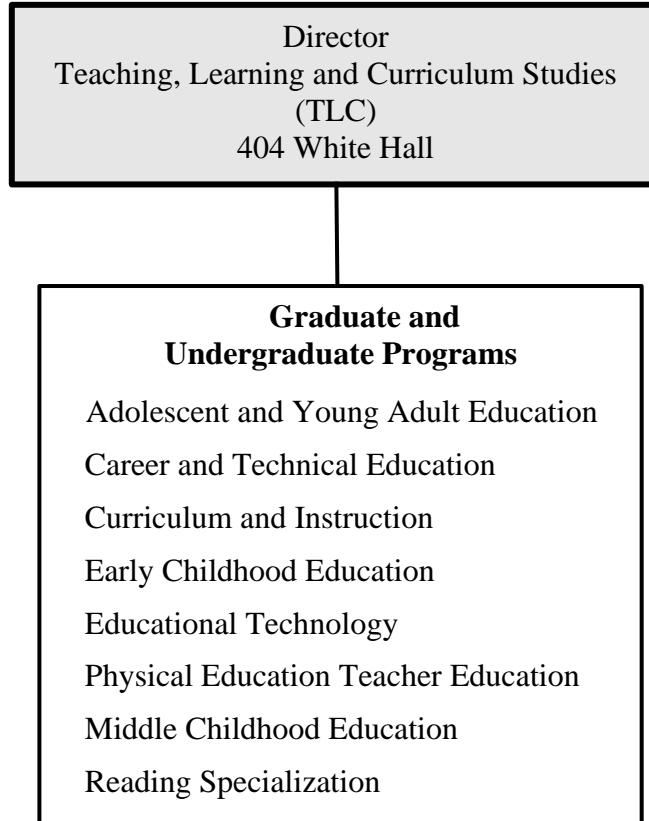 Director
Teaching, Learning and Curriculum Studies
(TLC)
404 White Hall
Graduate and
Undergraduate Programs
Adolescent and Young Adult Education
Career and Technical Education
Curriculum and Instruction
Early Childhood Education
Educational Technology
Physical Education Teacher Education
Middle Childhood Education
Reading Specialization